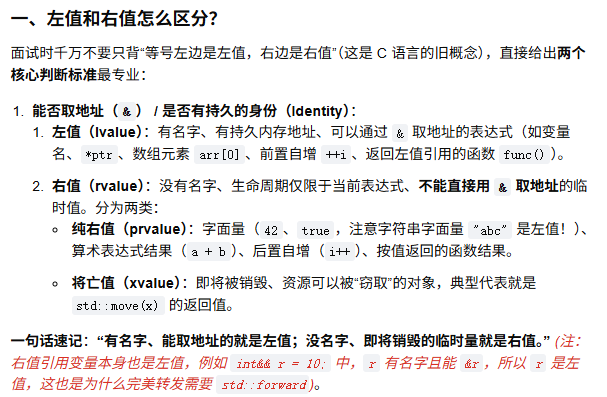 一、左值和右值怎么区分？
面试时千万不要只背“等号左边是左值，右边是右值”（这是 C 语言的旧概念），直接给出两个
核心判断标准最专业：
1. 能否取地址（ & ） / 是否有持久的身份（Identity）：
1. 左值（lvalue）：有名字、有持久内存地址、可以通过 & 取地址的表达式（如变量
名、 *ptr 、数组元素 arr[0] 、前置自增 ++i 、返回左值引用的函数 func() ）。
2. 右值（rvalue）：没有名字、生命周期仅限于当前表达式、不能直接用 & 取地址的临
时值。分为两类：
• 纯右值（prvalue）：字面量（ 42 、 true ，注意字符串字面量 "abc" 是左值！）、
算术表达式结果（ a + b ）、后置自增（ i++ ）、按值返回的函数结果。
• 将亡值（xvalue）：即将被销毁、资源可以被“窃取”的对象，典型代表就是
std::move(x) 的返回值。
一句话速记：“有名字、能取地址的就是左值；没名字、即将销毁的临时量就是右值。” (注：
右值引用变量本身也是左值，例如 int&& r = 10; 中， r 有名字且能 &r ，所以 r 是左
值，这也是为什么完美转发需要 std::forward )。